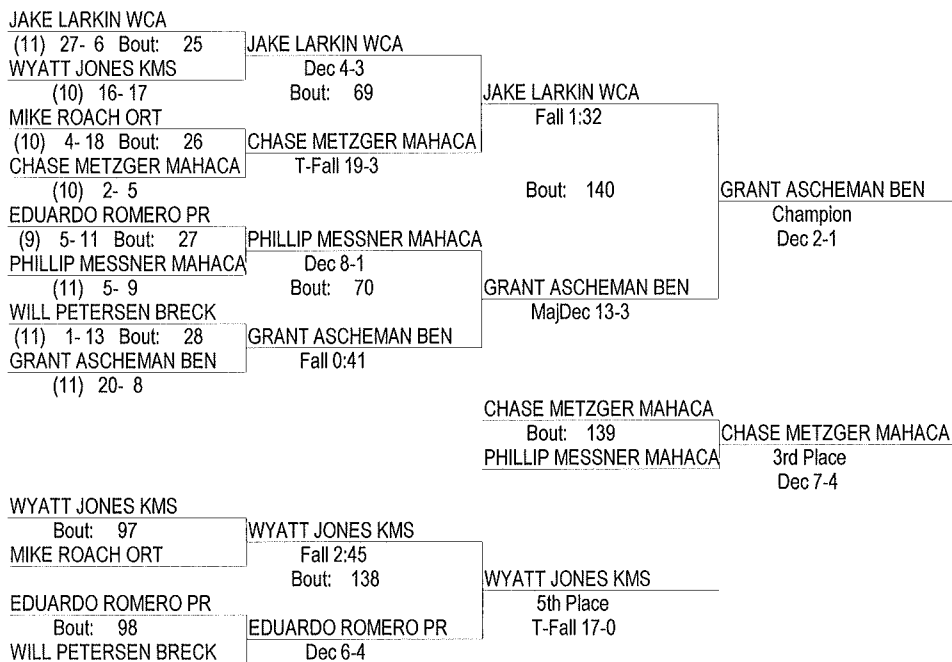 JAKE LARKIN WCA
(11) 27- 6 Bout: 25
WYATT JONES KMS
(10) 16- 17
MIKE ROACH ORT
(10) 4- 18 Bout: 26
CHASE METZGER MAHACA
(10) 2- 5
EDUARDO ROMERO PR
(9) 5- 11 Bout: 27
PHILLIP MESSNER MAHACA
(11) 5- 9
WILL PETERSEN BRECK
(11) 1- 13 Bout: 28
GRANT ASCHEMAN BEN
(11) 20- 8
JAKE LARKIN WCA
Dec 4-3
Bout: 69
CHASE METZGER MAHACA
T-Fall 19-3
PHILLIP MESSNER MAHACA
Dec 8-1
Bout: 70
GRANT ASCHEMAN BEN
Fall 0:41
JAKE LARKIN WCA
Fall 1:32
Bout: 140
GRANT ASCHEMAN BEN
MajDec 13-3
GRANT ASCHEMAN BEN
Champion
Dec 2-1
CHASE METZGER MAHACA
Bout: 139
PHILLIP MESSNER MAHACA
CHASE METZGER MAHACA
3rd Place
Dec 7-4
WYATT JONES KMS
Bout: 97
MIKE ROACH ORT
EDUARDO ROMERO PR
Bout: 98
WILL PETERSEN BRECK
WYATT JONES KMS
Fall 2:45
Bout: 138
EDUARDO ROMERO PR
Dec 6-4
WYATT JONES KMS
5th Place
T-Fall 17-0